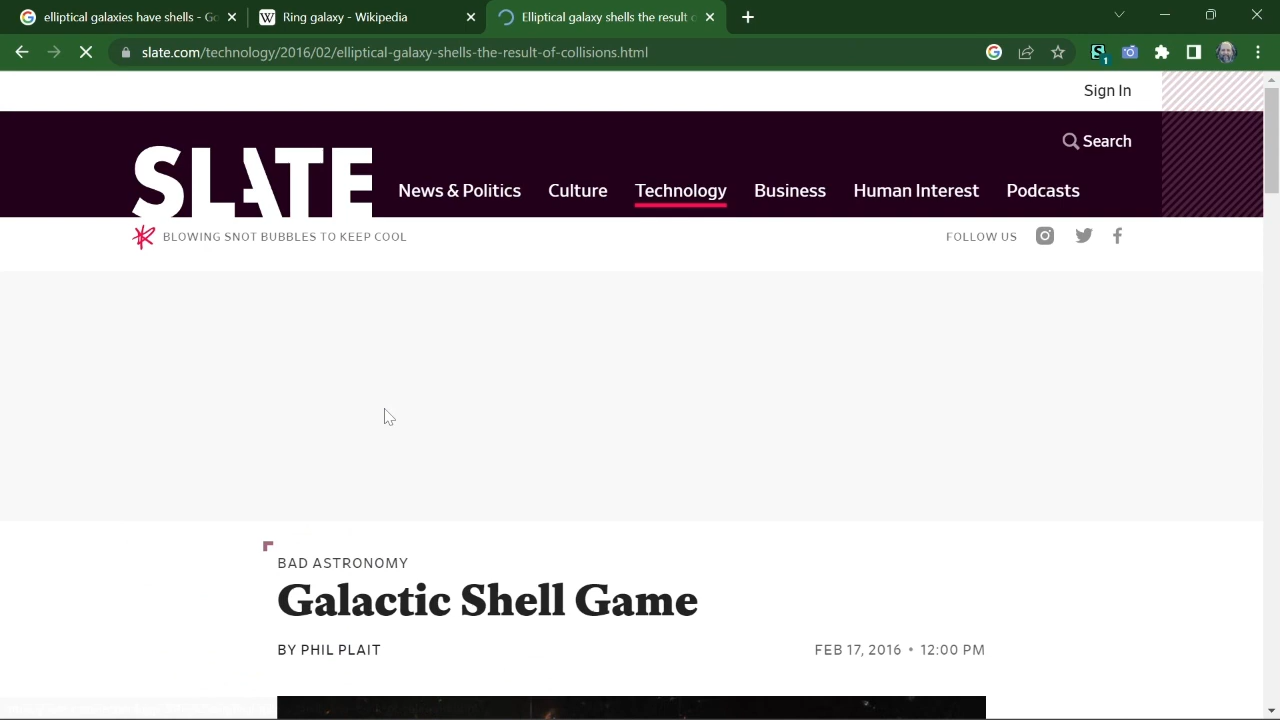 elliptical galaxies have shells - Go
Ring galaxy - Wikipedia
Elliptical galaxy shells the result o
slate.com/technology/2016/02/elliptical-galaxy-shells-the-result-of-collisions.html
1
Sign In
Search
SLATE
News & Politics
Culture
Technology
Business
Human Interest
Podcasts
BLOWING SNOT BUBBLES TO KEEP COOL
FOLLOW US
BAD ASTRONOMY
Galactic Shell Game
BY PHIL PLAIT
FEB 17, 2016 • 12:00 PM